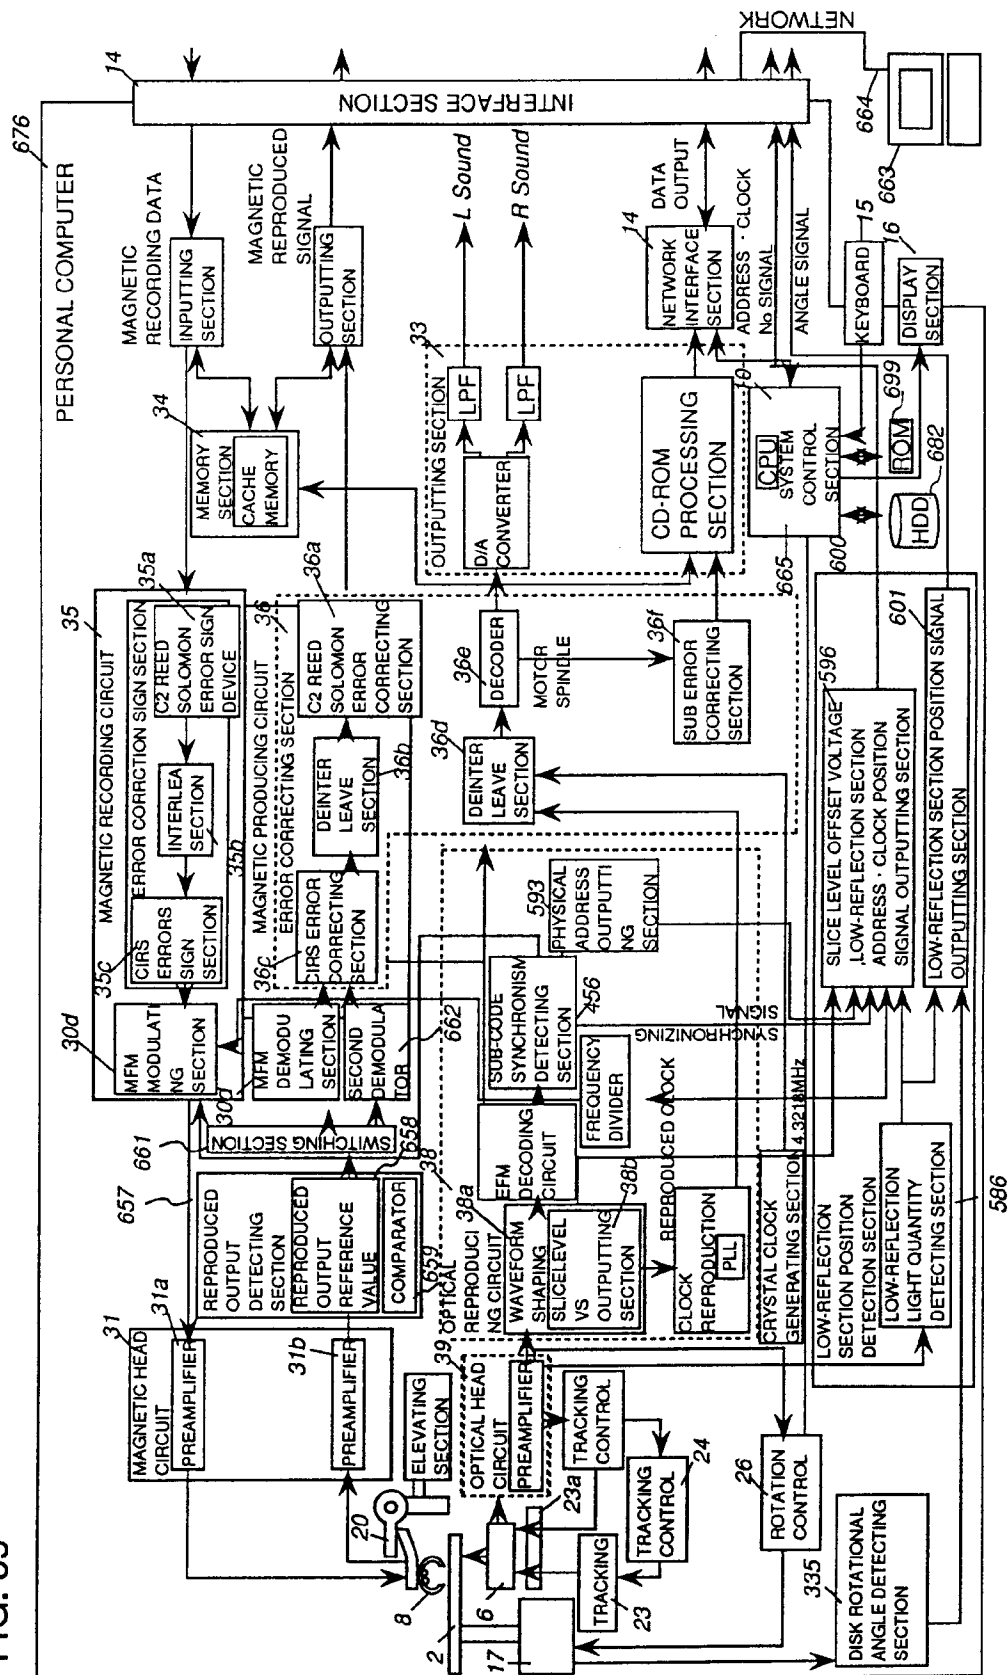 676
PERSONAL COMPUTER
14
INTERFACE SECTION
NETWORK
664
663
MAGNETIC
RECORDING DATA
INPUTTING
SECTION
MAGNETIC
REPRODUCED
SIGNAL
OUTPUTTING
SECTION
34
MEMORY
SECTION
CACHE
MEMORY
35
MAGNETIC RECORDING CIRCUIT
ERROR CORRCTION SIGN SECTION
35a
C2 REED
SOLOMON
ERROR SIGN
DEVICE
INTERLEA
SECTION
35b
35c
CIRS
ERRORS
SIGN
SECTION
30d
MFM
MODULATI
NG
SECTION
MAGNETIC PRODUCING CIRCUIT
ERROR CORRECTING SECTION
36
36a
C2 REED
SOLOMON
ERROR
CORRECTING
SECTION
DEINTER
LEAVE
SECTION
36b
36c
CIRS ERROR
CORRECTING
SECTION
30d
MFM
DEMODU
LATING
SECTION
SECOND
DEMODULA
TOR
662
661
SWITCHING SECTION
657
REPRODUCED
OUTPUT
DETECTING
SECTION
REPRODUCED
OUTPUT
REFERENCE
VALUE
658
COMPARATOR
659
31
MAGNETIC HEAD
CIRCUIT
31a
PREAMPLIFIER
31b
PREAMPLIFIER
20
ELEVATING
SECTION
8
2
17
6
39
OPTICAL HEAD
CIRCUIT
PREAMPLIFIER
23a
TRACKING
CONTROL
TRACKING
CONTROL
24
TRACKING
23
26
ROTATION
CONTROL
335
DISK ROTATIONAL
ANGLE DETECTING
SECTION
38
OPTICAL
REPRODUCI
NG CIRCUIT
38a
WAVEFORM
SHAPING
SLICELEVEL
VS
OUTPUTTING
SECTION
38b
EFM
DECODING
CIRCUIT
CLOCK
REPRODUCTION
PLL
REPRODUCED CLOCK
FREQUENCY
DIVIDER
SUB-CODE
SYNCHRONISM
DETECTING
SECTION
456
593
PHYSICAL
ADDRESS
OUTPUTTI
NG
SECTION
SYNCHRONIZING
SIGNAL
CRYSTAL CLOCK
GENERATING SECTION
4.3218MHz
36d
DEINTER
LEAVE
SECTION
36e
DECODER
MOTOR
SPINDLE
36f
SUB ERROR
CORRECTING
SECTION
33
OUTPUTTING SECTION
D/A
CONVERTER
LPF
LPF
L Sound
R Sound
CD-ROM
PROCESSING
SECTION
14
NETWORK
INTERFACE
SECTION
DATA
OUTPUT
ADDRESS · CLOCK
No SIGNAL
ANGLE SIGNAL
10
CPU
SYSTEM
CONTROL
SECTION
665
600
15
KEYBOARD
16
DISPLAY
SECTION
ROM
699
HDD
682
LOW-REFLECTION
SECTION POSITION
DETECTION SECTION
LOW-REFLECTION
LIGHT QUANTITY
DETECTING SECTION
586
596
SLICE LEVEL OFFSET VOLTAGE
,LOW-REFLECTION SECTION
ADDRESS · CLOCK POSITION
SIGNAL OUTPUTTING SECTION
601
LOW-REFLECTION SECTION POSITION SIGNAL
OUTPUTTING SECTION